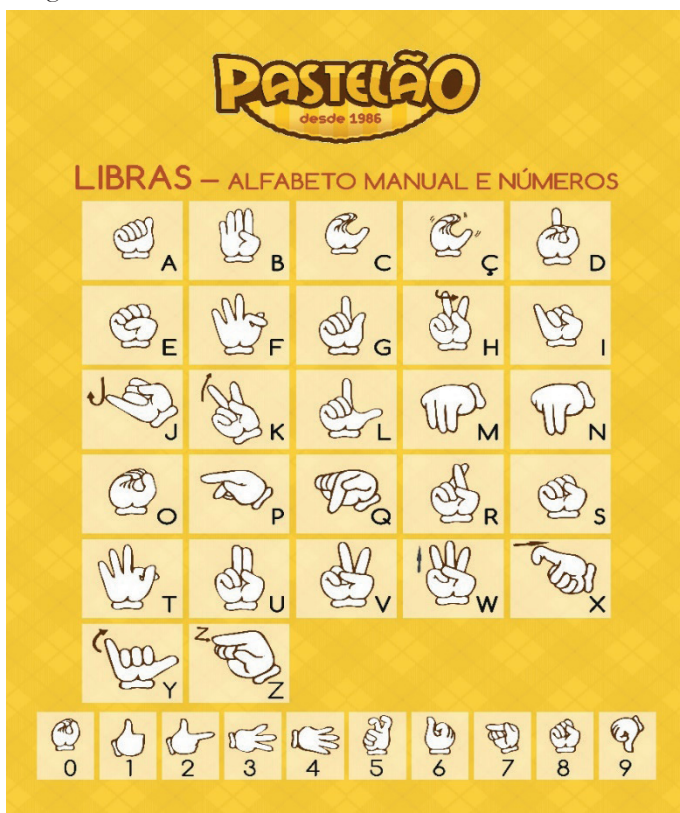 PASTELÃO
desde 1986
LIBRAS – ALFABETO MANUAL E NÚMEROS
A B C Ç D
E F G H I
J K L M N
O P Q R S
T U V W X
Y Z Z
0 1 2 3 4 5 6 7 8 9